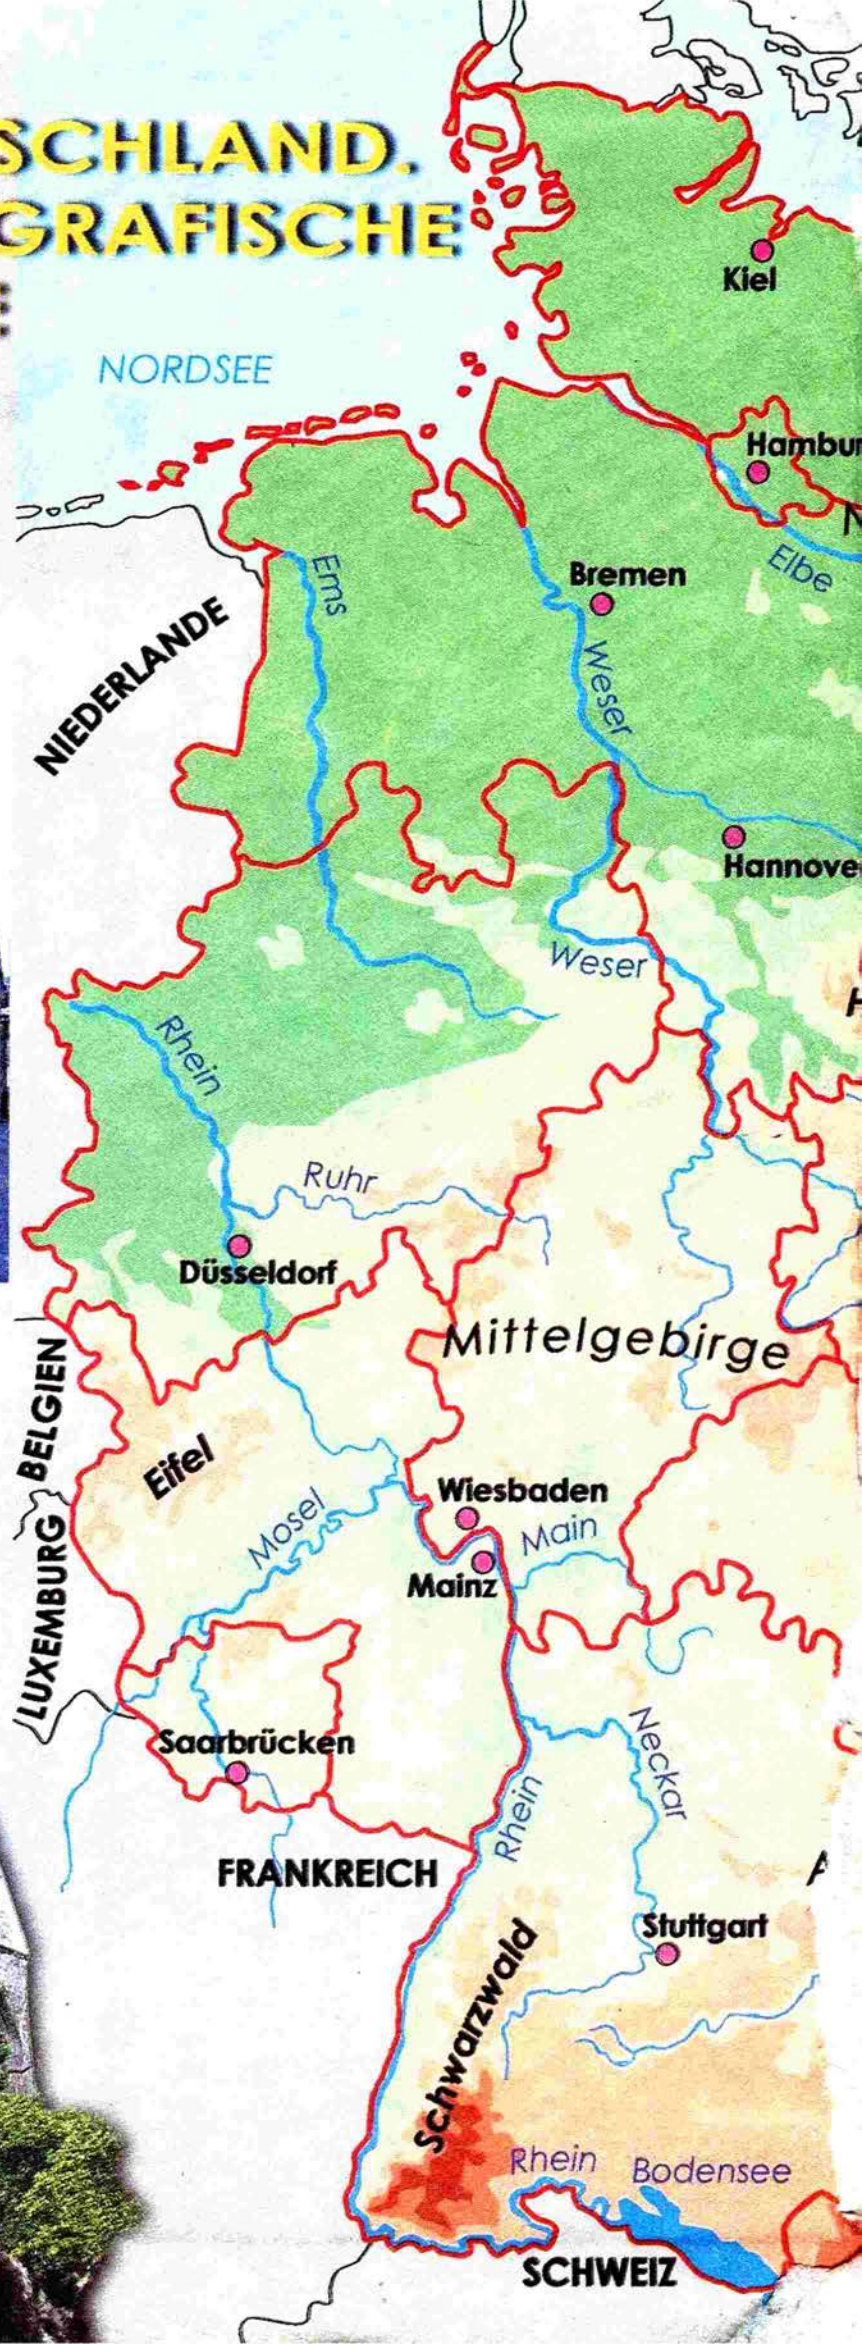 SCHLAND.
GRAFISCHE
:
Kiel
NORDSEE
Hambur
N
Elbe
Ems
Bremen
NIEDERLANDE
Weser
Hannove
Weser
H
Rhein
Ruhr
Düsseldorf
Mittelgebirge
BELGIEN
Eifel
Wiesbaden
Mosel
Main
Mainz
LUXEMBURG
Neckar
Saarbrücken
Rhein
FRANKREICH
A
Stuttgart
Schwarzwald
Rhein
Bodensee
SCHWEIZ